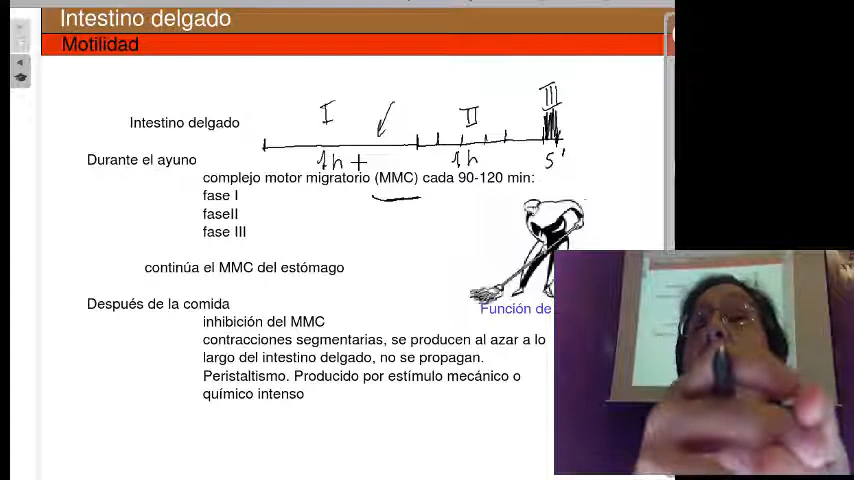 Intestino delgado
Motilidad
I
II
III
Intestino delgado
1h +
1h
5'
Durante el ayuno
complejo motor migratorio (MMC) cada 90-120 min:
fase I
faseII
fase III
continúa el MMC del estómago
Después de la comida
Función de
inhibición del MMC
contracciones segmentarias, se producen al azar a lo
largo del intestino delgado, no se propagan.
Peristaltismo. Producido por estímulo mecánico o
químico intenso